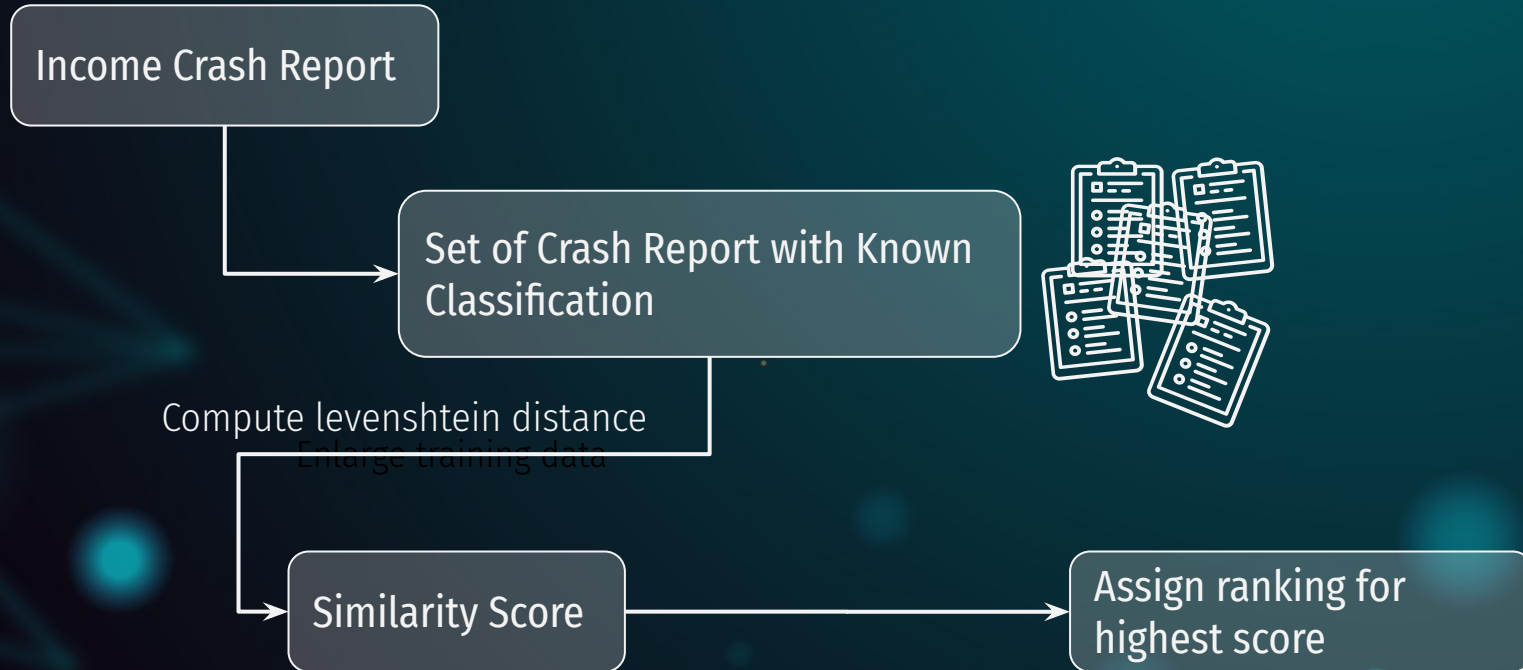 Income Crash Report
Set of Crash Report with Known
Classification
Compute levenshtein distance
Enlarge training data
Similarity Score
Assign ranking for
highest score